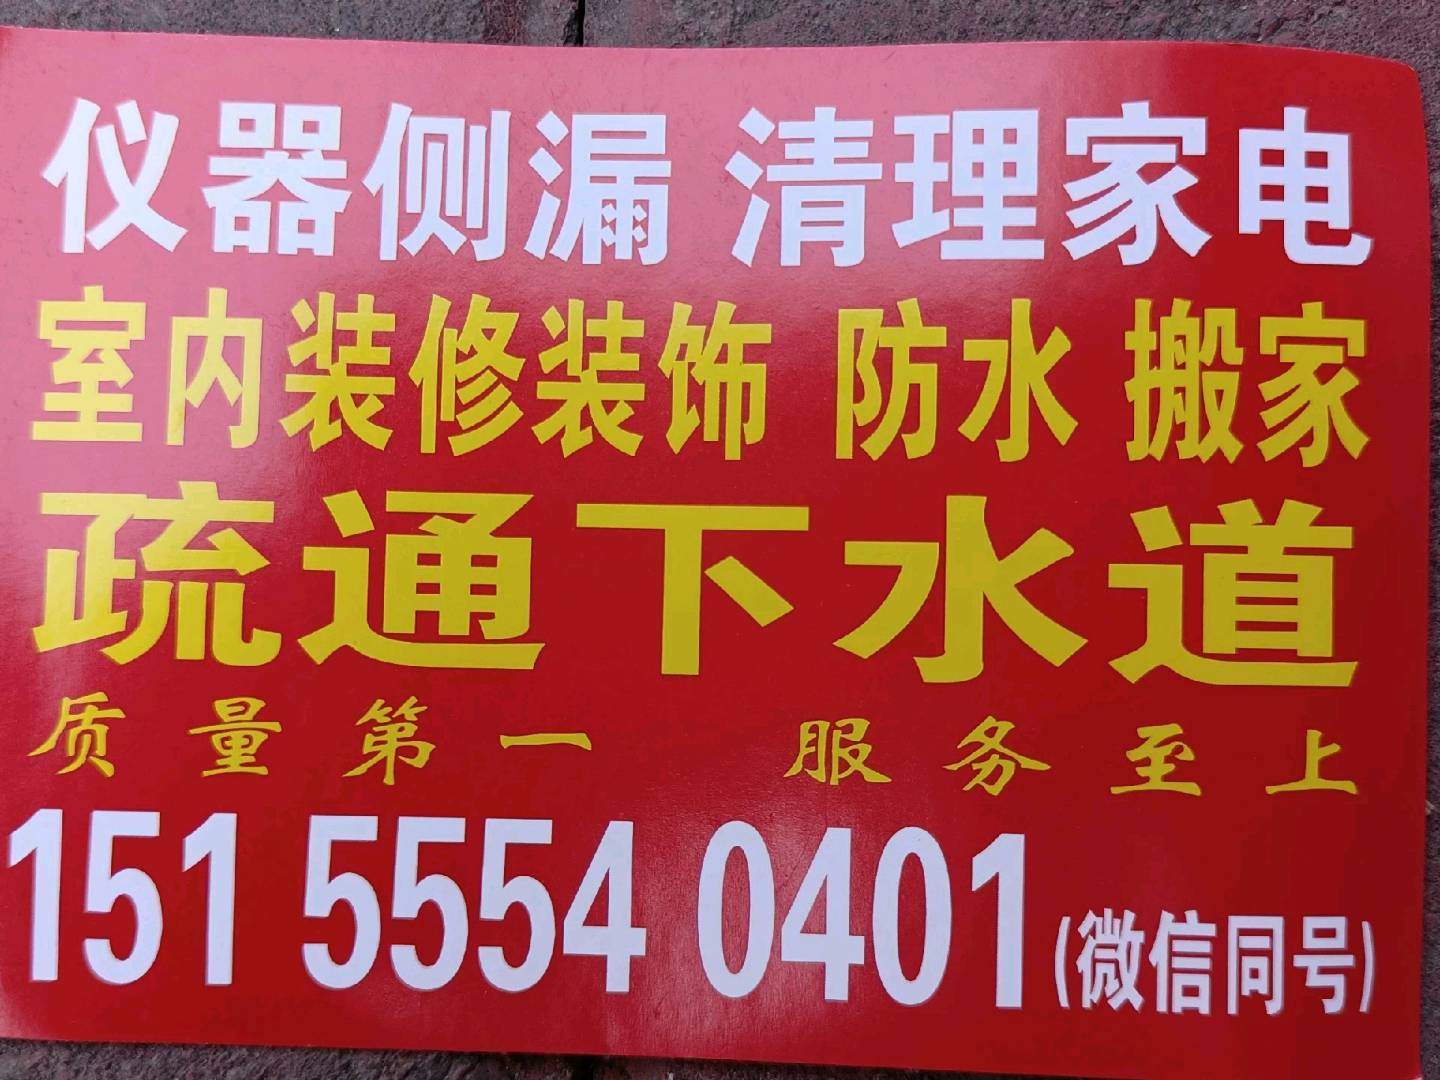 仪器侧漏 清理家电
室内装修装饰 防水 搬家
疏通下水道
质量第一 服务至上
151 5554 0401(微信同号)